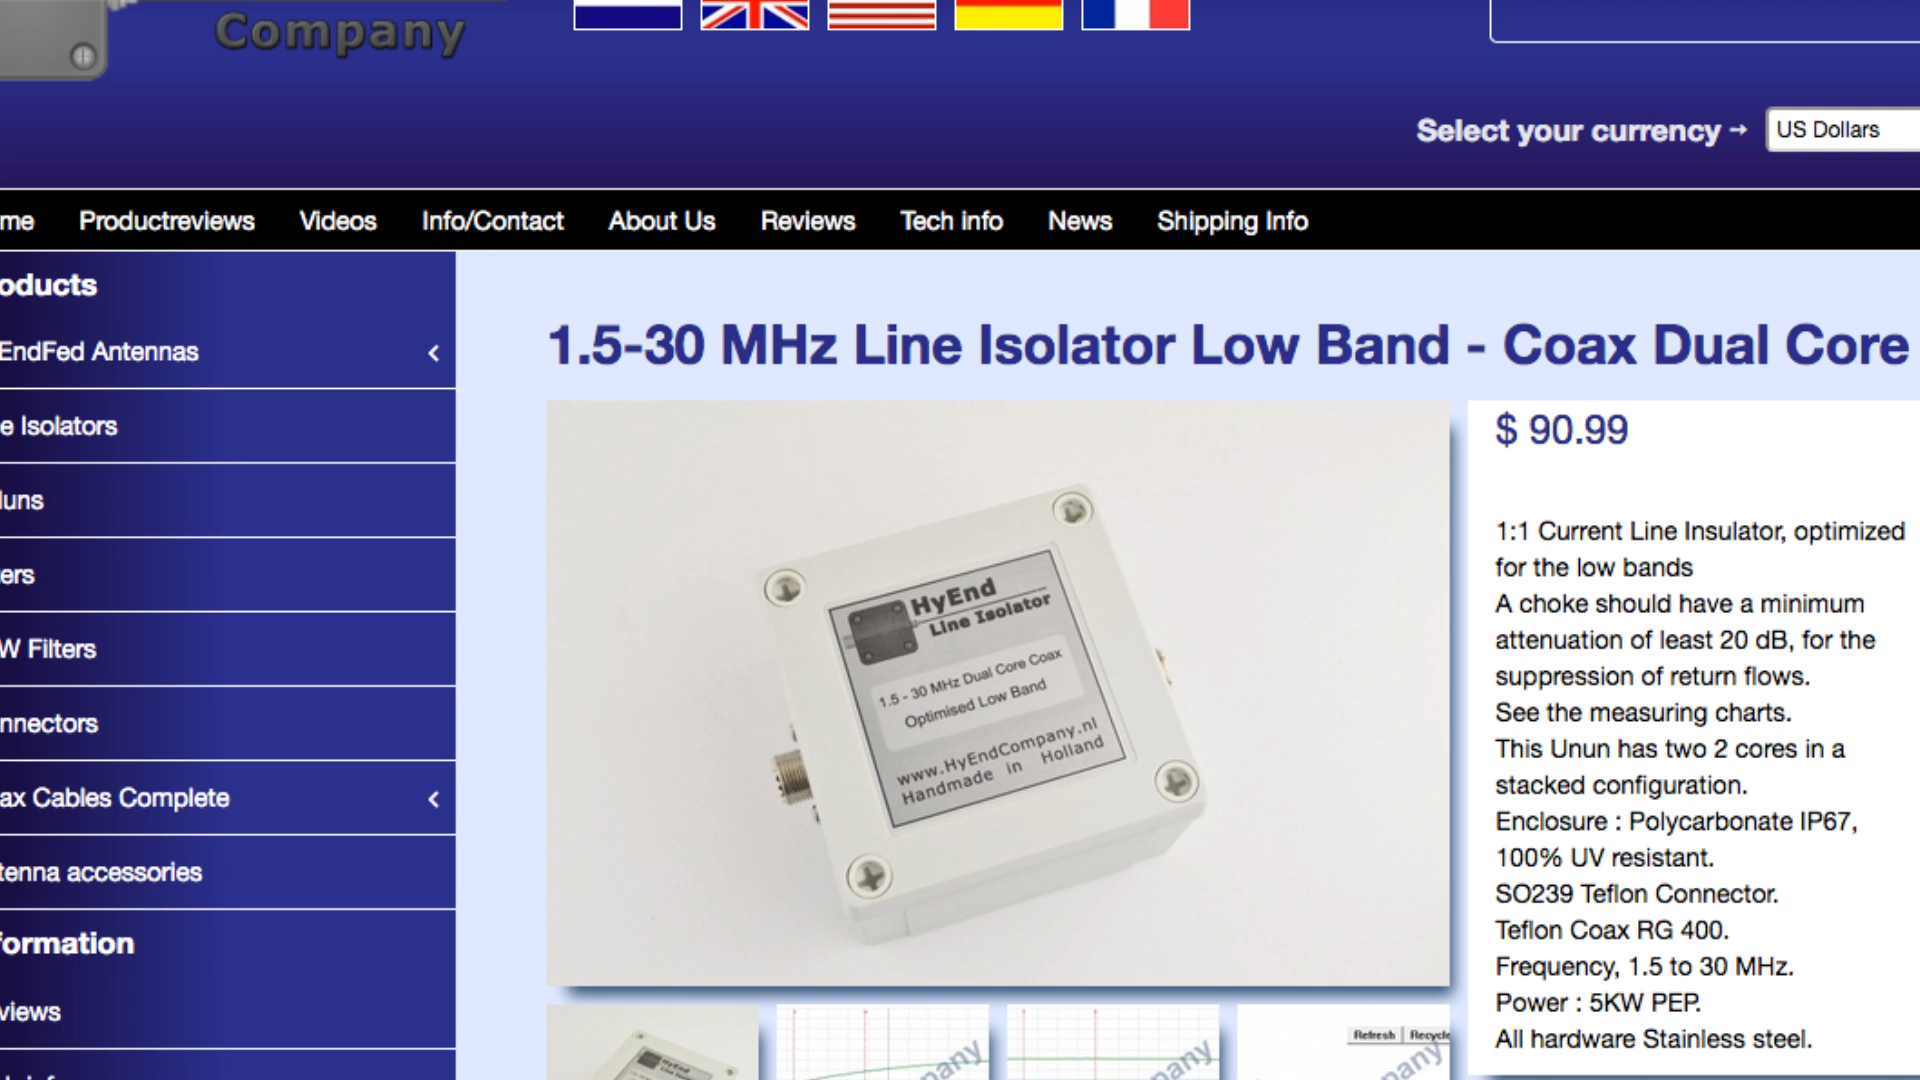 Company
Select your currency → US Dollars
me Productreviews Videos Info/Contact About Us Reviews Tech info News Shipping Info
oducts
EndFed Antennas
e Isolators
luns
ers
W Filters
nnectors
ax Cables Complete
tenna accessories
formation
views
1.5-30 MHz Line Isolator Low Band - Coax Dual Core
HyEnd
Line Isolator
1.5 - 30 MHz Dual Core Coax
Optimised Low Band
www.HyEndCompany.nl
Handmade in Holland
$ 90.99
1:1 Current Line Insulator, optimized
for the low bands
A choke should have a minimum
attenuation of least 20 dB, for the
suppression of return flows.
See the measuring charts.
This Unun has two 2 cores in a
stacked configuration.
Enclosure : Polycarbonate IP67,
100% UV resistant.
SO239 Teflon Connector.
Teflon Coax RG 400.
Frequency, 1.5 to 30 MHz.
Power : 5KW PEP.
All hardware Stainless steel.
HyEnd
pany
pany
Refresh Recycle
pany